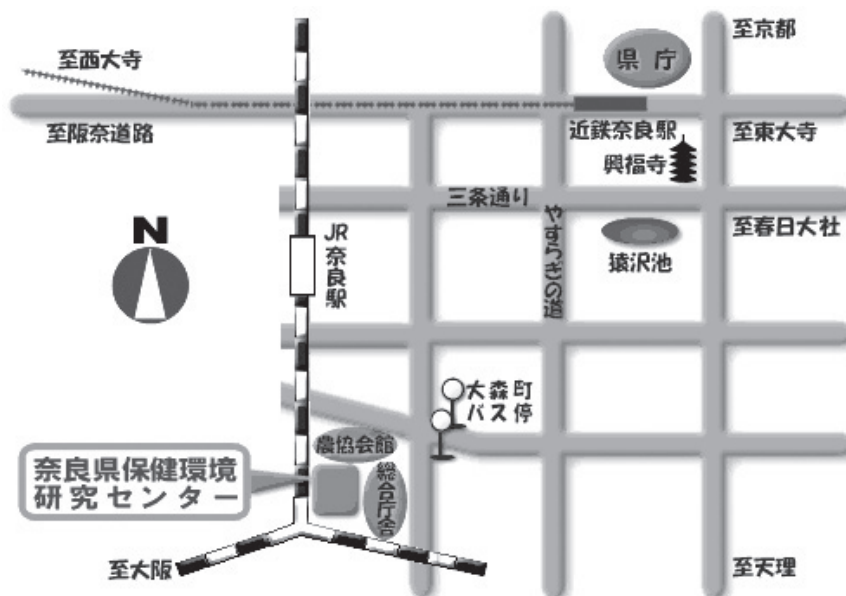 至京都
県庁
至西大寺
至阪奈道路
近鉄奈良駅
至東大寺
興福寺
三条通り
やすらぎの道
至春日大社
猿沢池
N
JR
奈良駅
大森町
バス停
農協会館
奈良県保健環境
研究センター
総合庁舎
至大阪
至天理